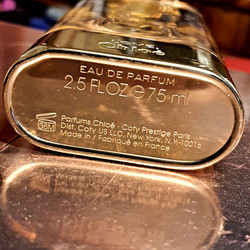 EAU DE PARFUM
2.5 FL OZ ℮ 75 ml
Parfums Chloé - Coty Prestige Paris
Dist. Coty US LLC. New York, N.Y. 10016
Made in / Fabriqué en France